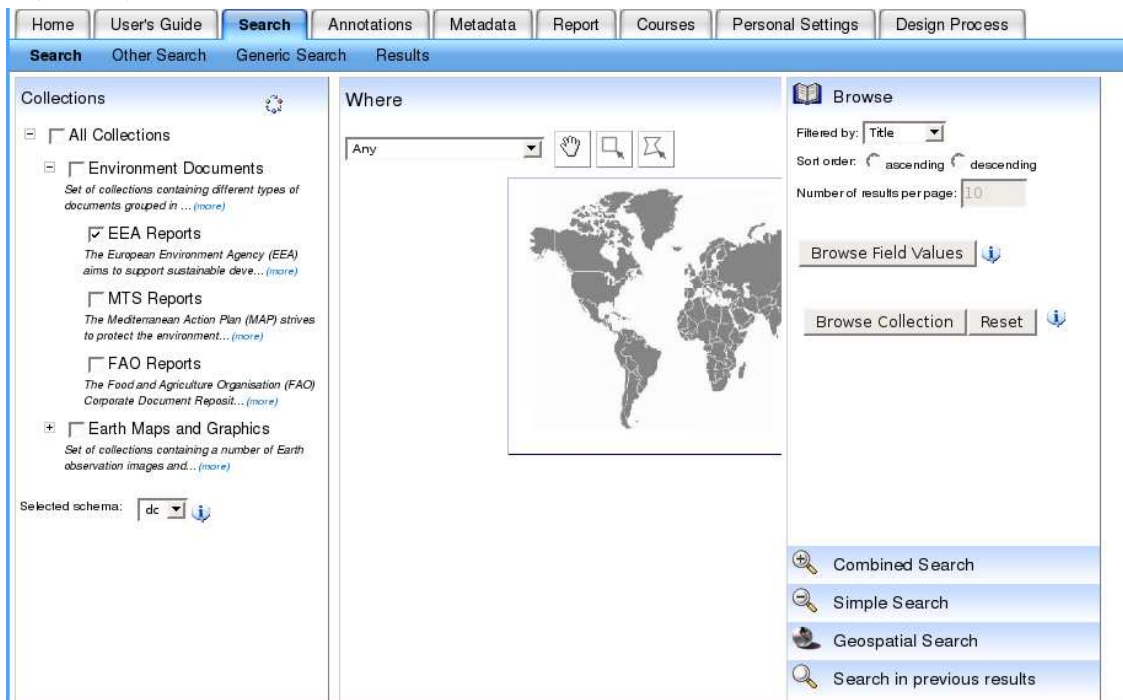 Home User's Guide Search Annotations Metadata Report Courses Personal Settings Design Process
Search Other Search Generic Search Results
Collections
All Collections
Environment Documents
Set of collections containing different types of
documents grouped in ... (more)
EEA Reports
The European Environment Agency (EEA)
aims to support sustainable deve... (more)
MTS Reports
The Mediterranean Action Plan (MAP) strives
to protect the environment... (more)
FAO Reports
The Food and Agriculture Organisation (FAO)
Corporate Document Reposit... (more)
Earth Maps and Graphics
Set of collections containing a number of Earth
observation images and... (more)
Selected schema: dc
Where
Any
Browse
Filtered by: Title
Sort order: ascending descending
Number of results per page: 10
Browse Field Values
Browse Collection Reset
Combined Search
Simple Search
Geospatial Search
Search in previous results